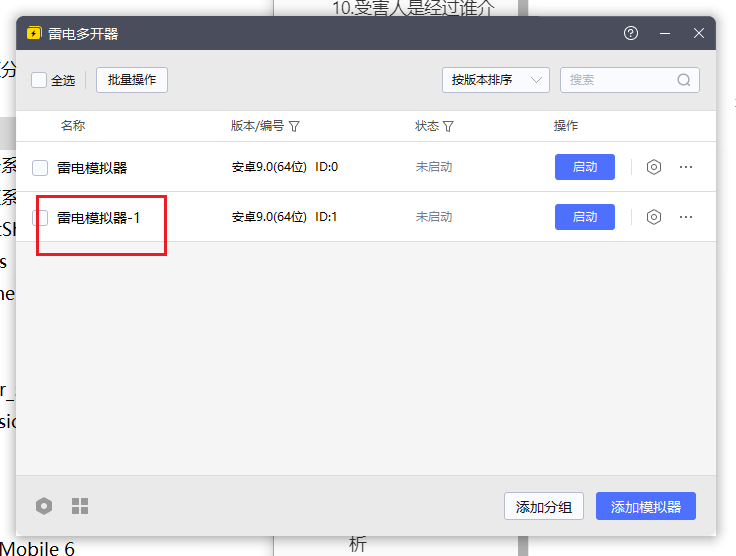 10.受害人是经过谁介
雷电多开器
分
全选 批量操作 按版本排序 搜索
名称 版本/编号 状态 操作
系
雷电模拟器 安卓9.0(64位) ID:0 未启动 启动
系
雷电模拟器-1 安卓9.0(64位) ID:1 未启动 启动
tSh
s
ne
r_
sio
添加分组 添加模拟器
析
Mobile 6